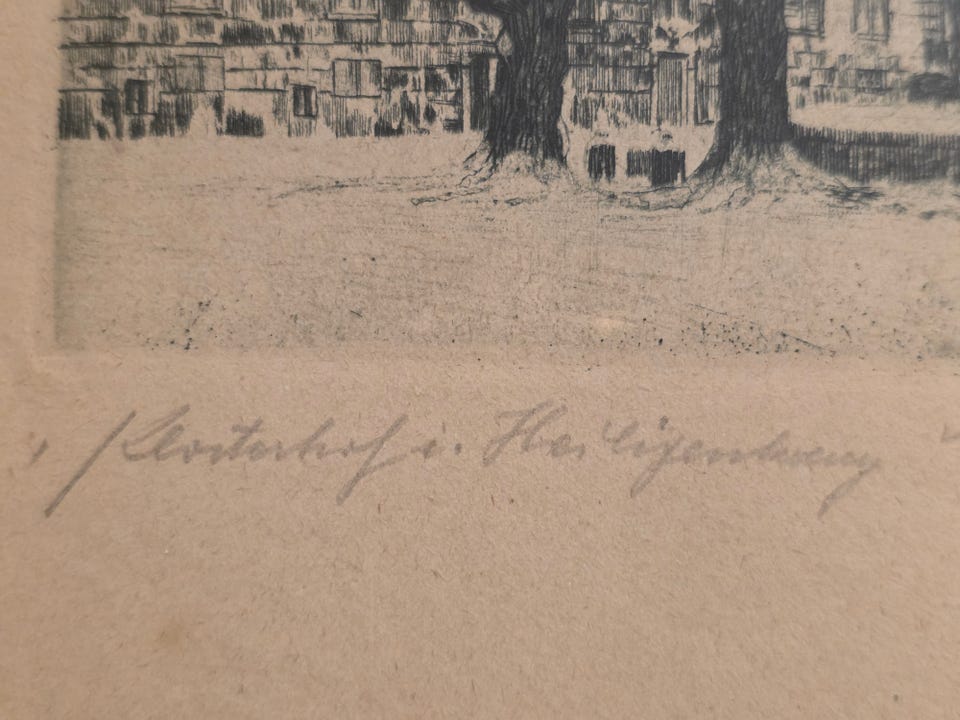 „Klosterhof i. Heiligenkreuz“